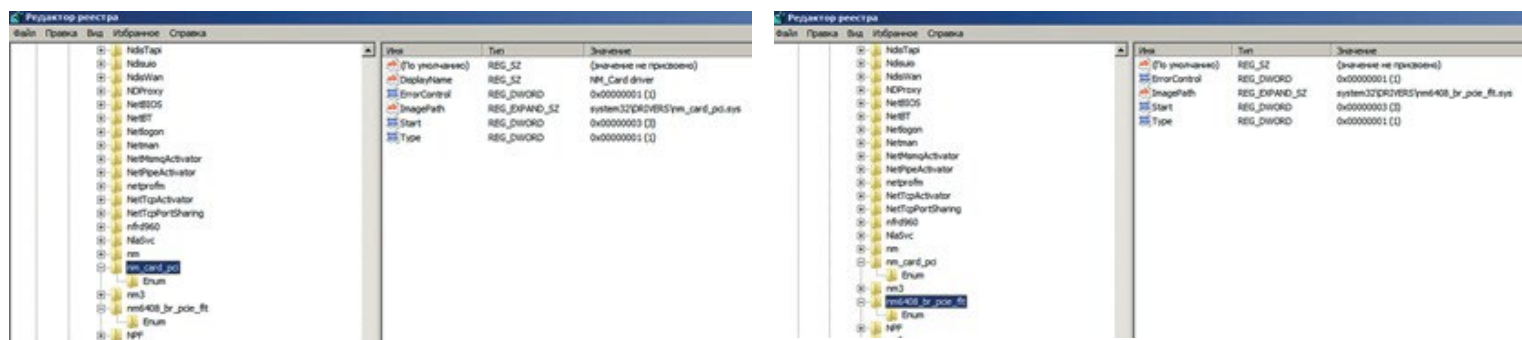 Редактор реестра
Файл Правка Вид Избранное Справка
NdisTapi
Ndisuio
NdisWan
NDProxy
NetBIOS
NetBT
Netlogon
Netman
NetMsmqActivator
NetPipeActivator
netprofm
NetTcpActivator
NetTcpPortSharing
nfrd960
NlaSvc
nm
nm_card_pci
Enum
nm3
nm6408_br_pcie_flt
Enum
NPF
Имя Тип Значение
(По умолчанию) REG_SZ (значение не присвоено)
DisplayName REG_SZ NM_Card driver
ErrorControl REG_DWORD 0x00000001 (1)
ImagePath REG_EXPAND_SZ system32\DRIVERS\nm_card_pci.sys
Start REG_DWORD 0x00000003 (3)
Type REG_DWORD 0x00000001 (1)
Редактор реестра
Файл Правка Вид Избранное Справка
NdisTapi
Ndisuio
NdisWan
NDProxy
NetBIOS
NetBT
Netlogon
Netman
NetMsmqActivator
NetPipeActivator
netprofm
NetTcpActivator
NetTcpPortSharing
nfrd960
NlaSvc
nm
nm_card_pci
Enum
nm3
nm6408_br_pcie_flt
Enum
NPF
Имя Тип Значение
(По умолчанию) REG_SZ (значение не присвоено)
ErrorControl REG_DWORD 0x00000001 (1)
ImagePath REG_EXPAND_SZ system32\DRIVERS\nm6408_br_pcie_flt.sys
Start REG_DWORD 0x00000003 (3)
Type REG_DWORD 0x00000001 (1)